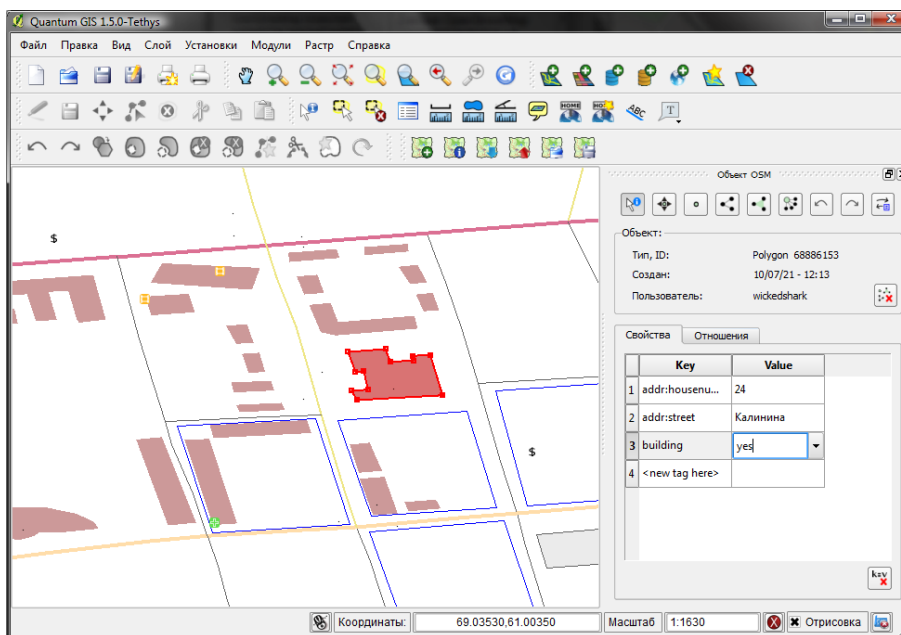 Quantum GIS 1.5.0-Tethys
Файл Правка Вид Слой Установки Модули Растр Справка
HOME HOME ABC T
Объект OSM
$
Объект:
Тип, ID: Polygon 68886153
Создан: 10/07/21 - 12:13
Пользователь: wickedshark
Свойства Отношения
Key Value
1 addr:housenu... 24
2 addr:street Калинина
3 building yes
4 <new tag here>
$
k=v
Координаты: 69.03530,61.00350 Масштаб 1:1630 Отрисовка